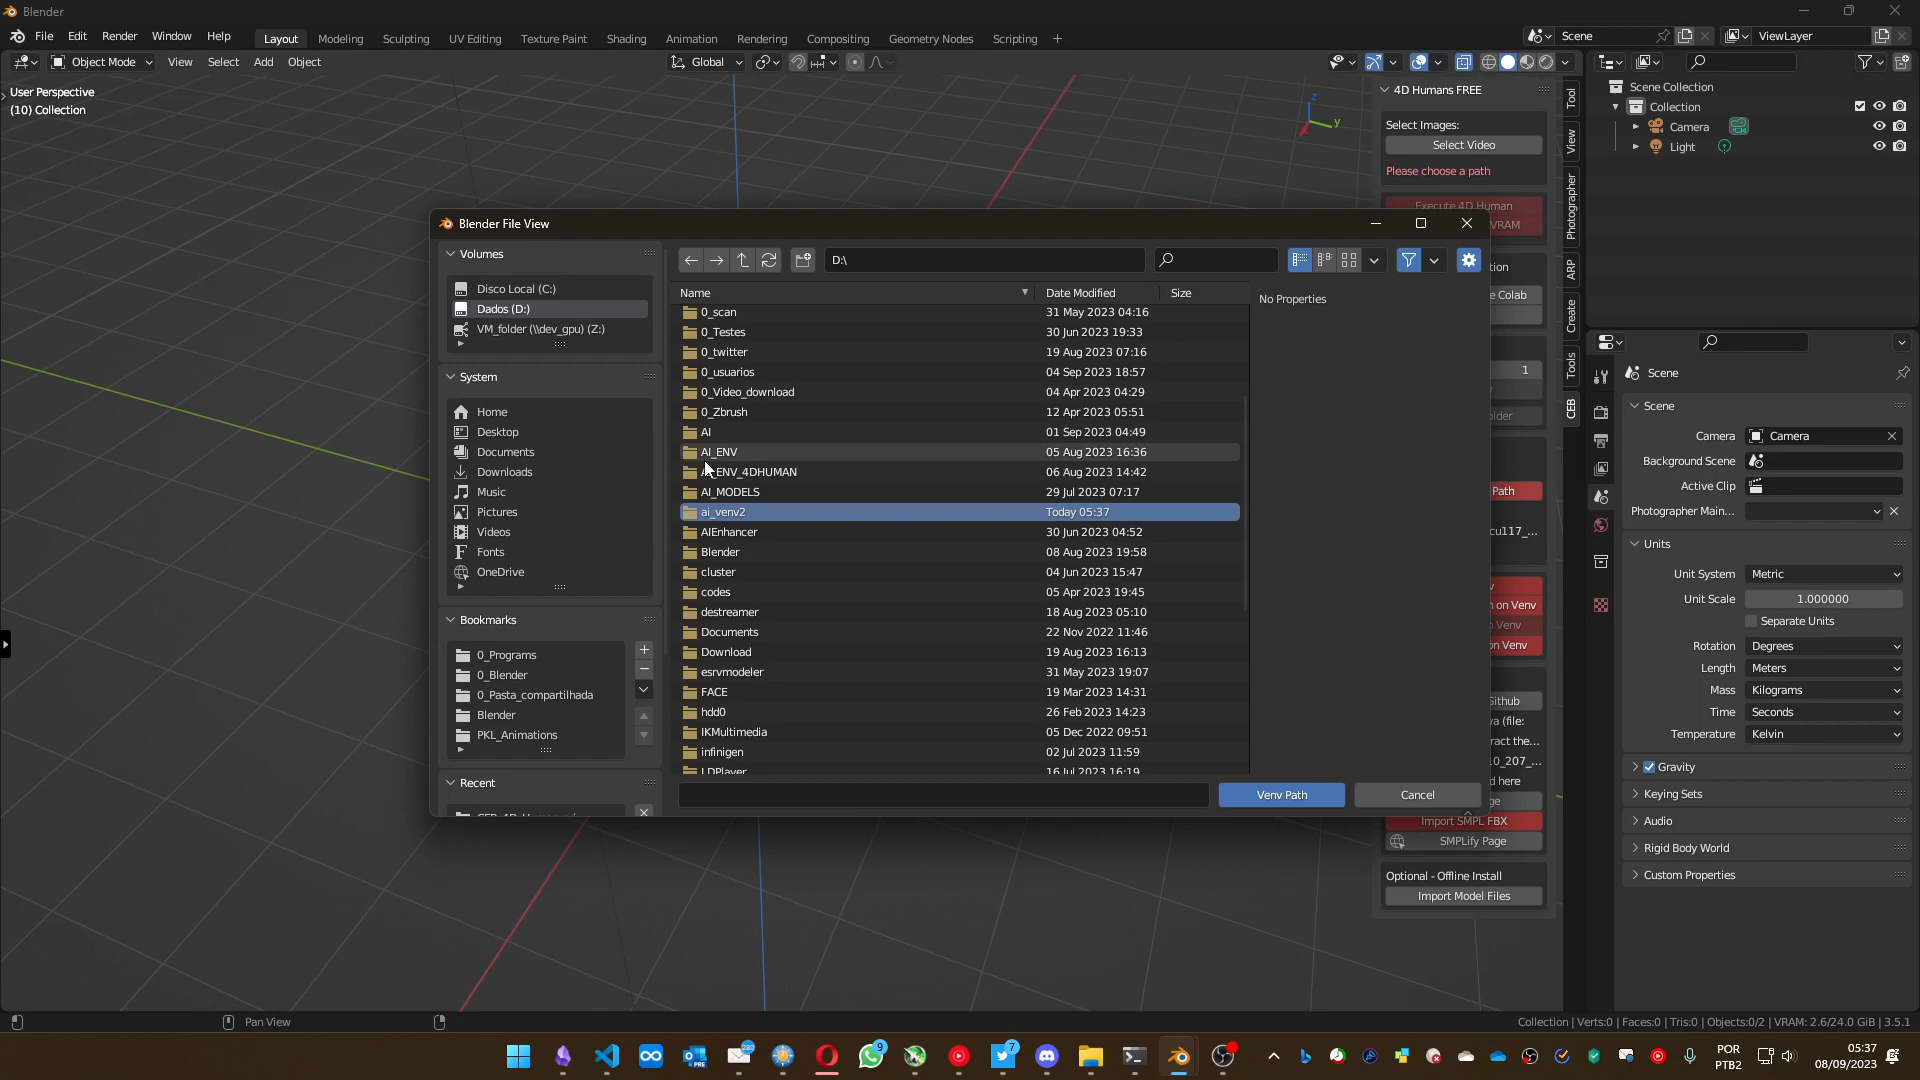 Blender
File Edit Render Window Help
Layout Modeling Sculpting UV Editing Texture Paint Shading Animation Rendering Compositing Geometry Nodes Scripting +
Scene
ViewLayer
Object Mode View Select Add Object
Global
User Perspective
(10) Collection
z
y
4D Humans FREE
Select Images:
Select Video
Please choose a path
Execute 4D Human
VRAM
tion
e Colab
1
older
Path
cu117_...
v
n on Venv
n Venv
on Venv
Github
ya (file:
ract the...
.0_207_...
d here
ge
Import SMPL FBX
SMPLify Page
Optional - Offline Install
Import Model Files
Tool
View
Photographer
ARP
Create
Tools
CEB
Blender File View
Volumes
Disco Local (C:)
Dados (D:)
VM_folder (\\dev_gpu) (Z:)
System
Home
Desktop
Documents
Downloads
Music
Pictures
Videos
Fonts
OneDrive
Bookmarks
0_Programs
0_Blender
0_Pasta_compartilhada
Blender
PKL_Animations
Recent
D:\
Name Date Modified Size
0_scan 31 May 2023 04:16
0_Testes 30 Jun 2023 19:33
0_twitter 19 Aug 2023 07:16
0_usuarios 04 Sep 2023 18:57
0_Video_download 04 Apr 2023 04:29
0_Zbrush 12 Apr 2023 05:51
AI 01 Sep 2023 04:49
AI_ENV 05 Aug 2023 16:36
AI_ENV_4DHUMAN 06 Aug 2023 14:42
AI_MODELS 29 Jul 2023 07:17
ai_venv2 Today 05:37
AIEnhancer 30 Jun 2023 04:52
Blender 08 Aug 2023 19:58
cluster 04 Jun 2023 15:47
codes 05 Apr 2023 19:45
destreamer 18 Aug 2023 05:10
Documents 22 Nov 2022 11:46
Download 19 Aug 2023 16:13
esrvmodeler 31 May 2023 19:07
FACE 19 Mar 2023 14:31
hdd0 26 Feb 2023 14:23
IKMultimedia 05 Dec 2022 09:51
infinigen 02 Jul 2023 11:59
LDPlayer 16 Jul 2023 16:19
No Properties
Venv Path
Cancel
Scene Collection
Collection
Camera
Light
Scene
Scene
Camera Camera
Background Scene
Active Clip
Photographer Main...
Units
Unit System Metric
Unit Scale 1.000000
Separate Units
Rotation Degrees
Length Meters
Mass Kilograms
Time Seconds
Temperature Kelvin
Gravity
Keying Sets
Audio
Rigid Body World
Custom Properties
Pan View
Collection | Verts:0 | Faces:0 | Tris:0 | Objects:0/2 | VRAM: 2.6/24.0 GiB | 3.5.1
9
7
POR
PTB2
05:37
08/09/2023